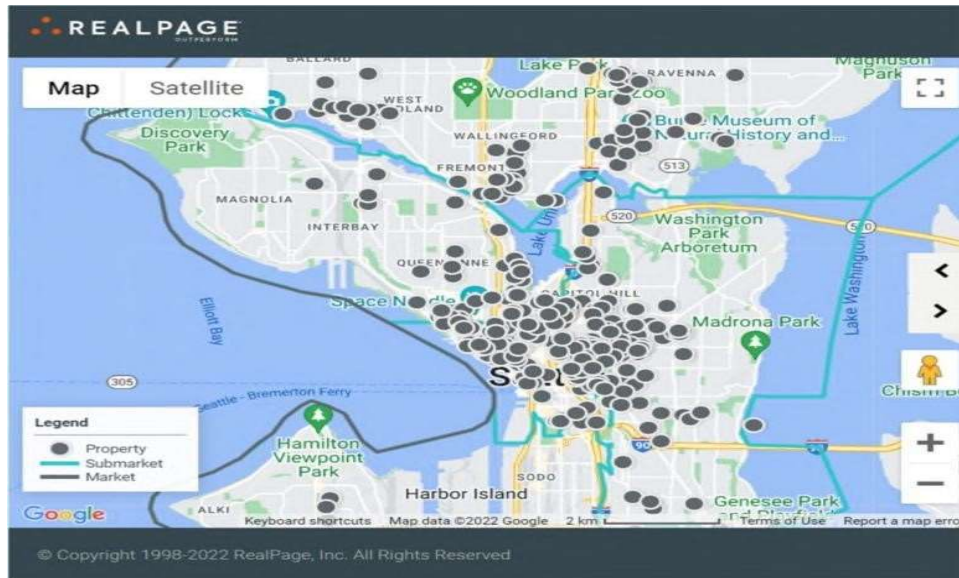 REALPAGE
OUTPERFORM
BALLARD
Map Satellite
Chittenden) Lock
WEST
Discovery
Park
Lake
Woodland Park Zoo
RAVENNA
Magnuson
Park
Burke Museum of
Natural History and...
WALLINGFORD
FREMONT
513
MAGNOLIA
INTERBAY
Lake
520
520
Washington
Park
Arboretum
QUEEN ANNE
Space Needle
CAPITOL HILL
Lake Washington
Elliott Bay
Madrona Park
305
Seattle - Bremerton Ferry
90
Legend
Property
Submarket
Market
Hamilton
Viewpoint
Park
SODO
Harbor Island
ALKI
Genesee Park
Google
Keyboard shortcuts Map data ©2022 Google 2 km Terms of Use Report a map erro
© Copyright 1998-2022 RealPage, Inc. All Rights Reserved